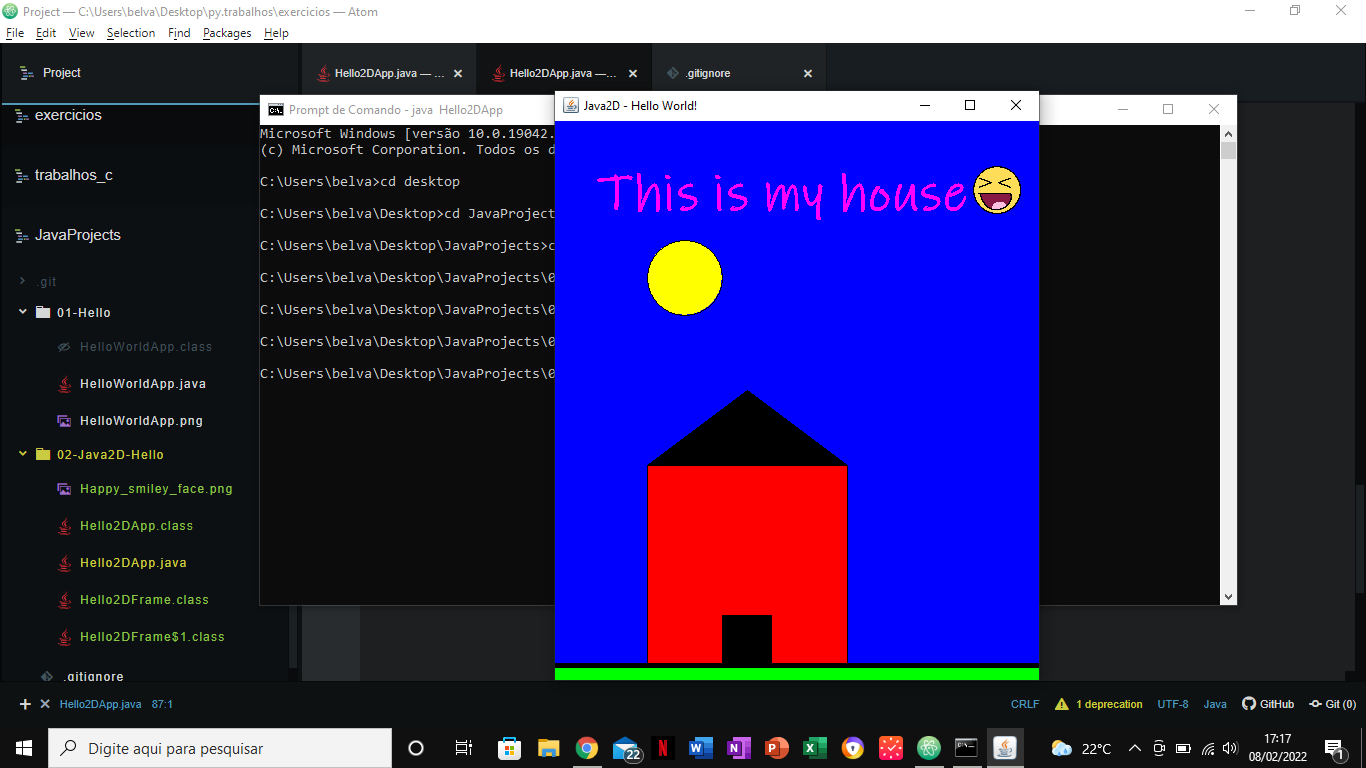 Project — C:\Users\belva\Desktop\py.trabalhos\exercicios — Atom
File Edit View Selection Find Packages Help
Project
Hello2DApp.java — ...
Hello2DApp.java —...
.gitignore
exercicios
trabalhos_c
JavaProjects
.git
01-Hello
HelloWorldApp.class
HelloWorldApp.java
HelloWorldApp.png
02-Java2D-Hello
Happy_smiley_face.png
Hello2DApp.class
Hello2DApp.java
Hello2DFrame.class
Hello2DFrame$1.class
.gitignore
Prompt de Comando - java Hello2DApp
Microsoft Windows [versão 10.0.19042.
(c) Microsoft Corporation. Todos os d
C:\Users\belva>cd desktop
C:\Users\belva\Desktop>cd JavaProject
C:\Users\belva\Desktop\JavaProjects>c
C:\Users\belva\Desktop\JavaProjects\0
C:\Users\belva\Desktop\JavaProjects\0
C:\Users\belva\Desktop\JavaProjects\0
C:\Users\belva\Desktop\JavaProjects\0
Java2D - Hello World!
This is my house
Hello2DApp.java 87:1
CRLF 1 deprecation UTF-8 Java GitHub Git (0)
Digite aqui para pesquisar
22
22°C
17:17
08/02/2022
1